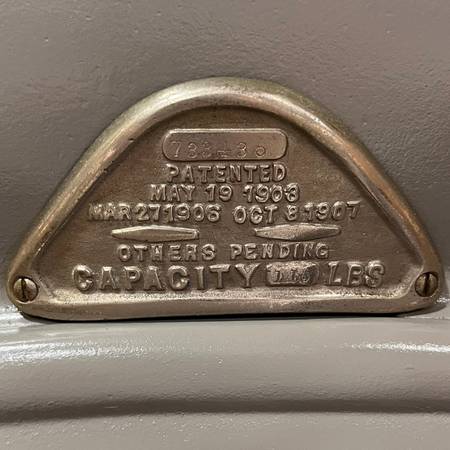 PATENTED
MAY 19 1903
MAR 27 1906 OCT 8 1907
OTHERS PENDING
CAPACITY LBS